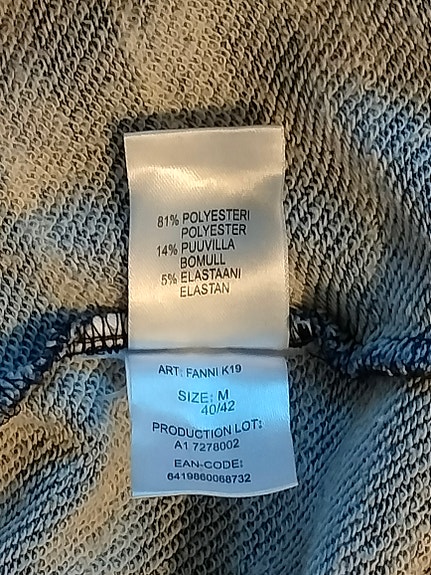 81% POLYESTERI
POLYESTER
14% PUUVILLA
BOMULL
5% ELASTAANI
ELASTAN
ART: FANNI K19
SIZE: M
40/42
PRODUCTION LOT:
A1 7278002
EAN-CODE:
6419860068732